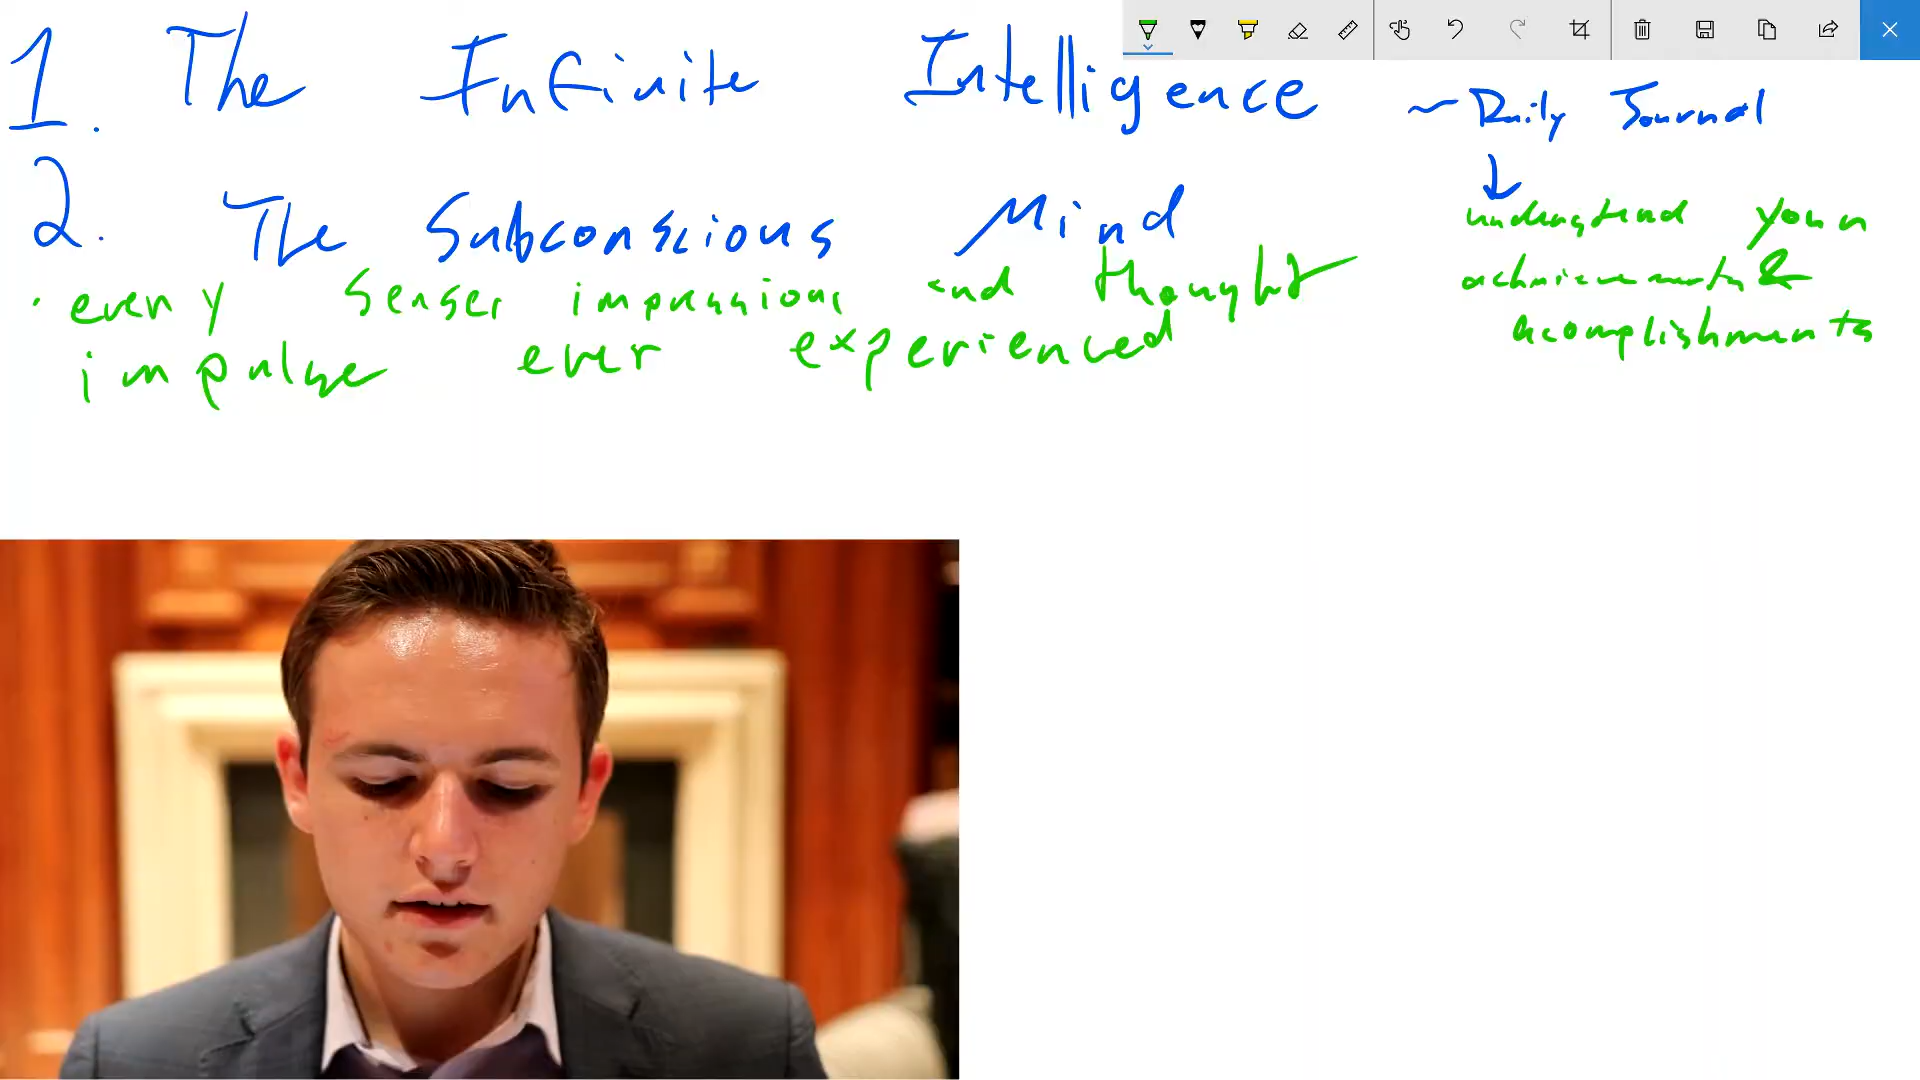 1. The Infinite Intelligence ~ Daily Journal
↓
understand your
achievements &
acomplishments
2. The Subconscious Mind
· every senses impressions and thought
impulse ever experienced